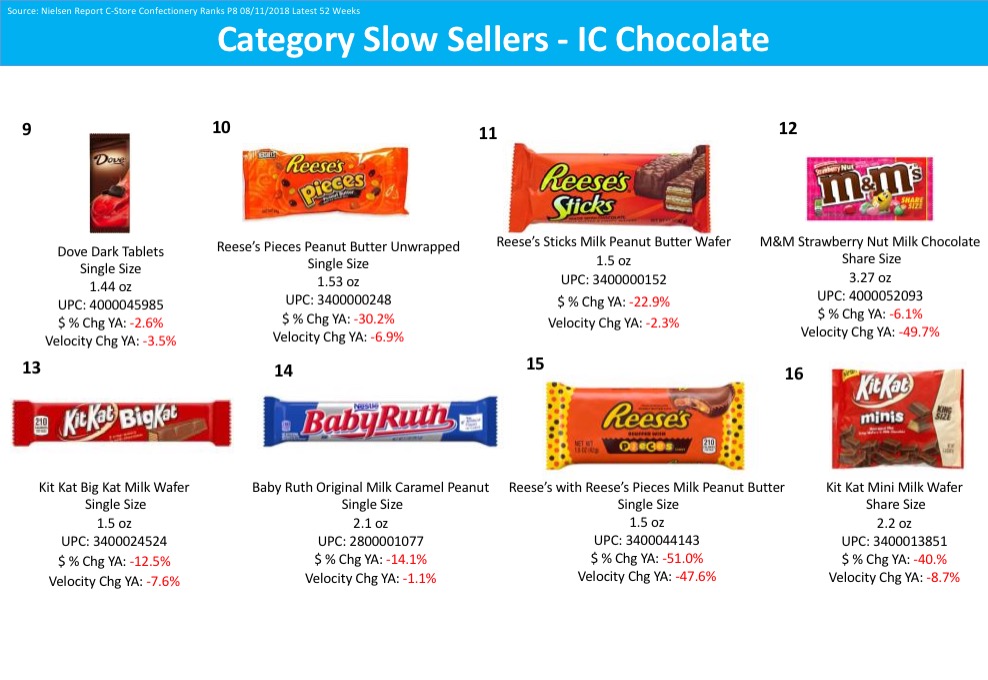 Source: Nielsen Report C-Store Confectionery Ranks P8 08/11/2018 Latest 52 Weeks
Category Slow Sellers - IC Chocolate
9
Dove
Dove Dark Tablets
Single Size
1.44 oz
UPC: 4000045985
$ % Chg YA: -2.6%
Velocity Chg YA: -3.5%
10
HERSHEY'S
Reese's
Pieces
Reese’s Pieces Peanut Butter Unwrapped
Single Size
1.53 oz
UPC: 3400000248
$ % Chg YA: -30.2%
Velocity Chg YA: -6.9%
11
Reese's
Sticks
Reese’s Sticks Milk Peanut Butter Wafer
1.5 oz
UPC: 3400000152
$ % Chg YA: -22.9%
Velocity Chg YA: -2.3%
12
Strawberry Nut
m&m's
SHARE
SIZE
M&M Strawberry Nut Milk Chocolate
Share Size
3.27 oz
UPC: 4000052093
$ % Chg YA: -6.1%
Velocity Chg YA: -49.7%
13
210
KitKat BigKat
Kit Kat Big Kat Milk Wafer
Single Size
1.5 oz
UPC: 3400024524
$ % Chg YA: -12.5%
Velocity Chg YA: -7.6%
14
Nestle
BabyRuth
Baby Ruth Original Milk Caramel Peanut
Single Size
2.1 oz
UPC: 2800001077
$ % Chg YA: -14.1%
Velocity Chg YA: -1.1%
15
Reese's
PIECES
210
Reese’s with Reese’s Pieces Milk Peanut Butter
Single Size
1.5 oz
UPC: 3400044143
$ % Chg YA: -51.0%
Velocity Chg YA: -47.6%
16
KitKat
minis
KING
SIZE
Kit Kat Mini Milk Wafer
Share Size
2.2 oz
UPC: 3400013851
$ % Chg YA: -40.%
Velocity Chg YA: -8.7%